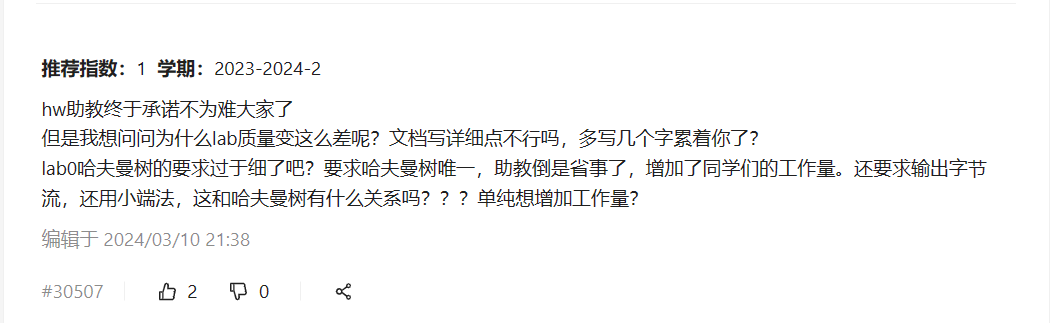 推荐指数：1 学期：2023-2024-2
hw助教终于承诺不为难大家了
但是我想问问为什么lab质量变这么差呢？文档写详细点不行吗，多写几个字累着你了？
lab0哈夫曼树的要求过于细了吧？要求哈夫曼树唯一，助教倒是省事了，增加了同学们的工作量。还要求输出字节
流，还用小端法，这和哈夫曼树有什么关系吗？？？单纯想增加工作量？
编辑于 2024/03/10 21:38
#30507 2 0